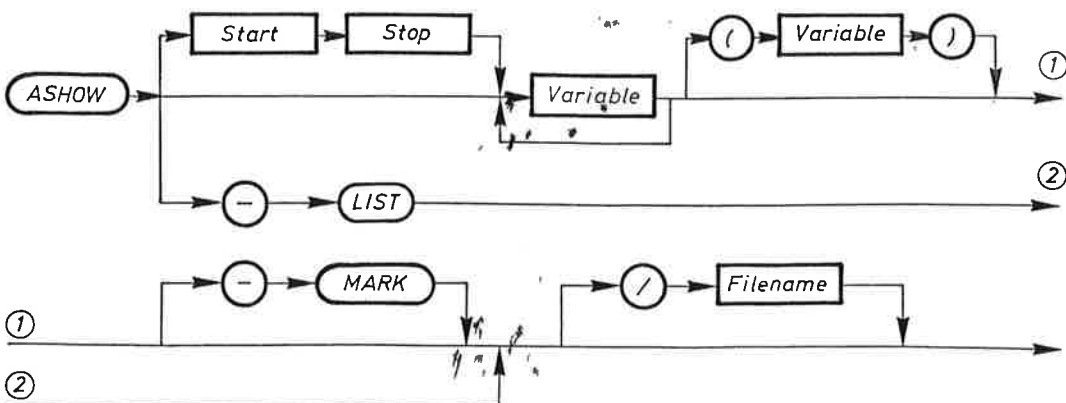 Start Stop ( Variable )
ASHOW Variable ①
- LIST ②
- MARK / Filename
①
②